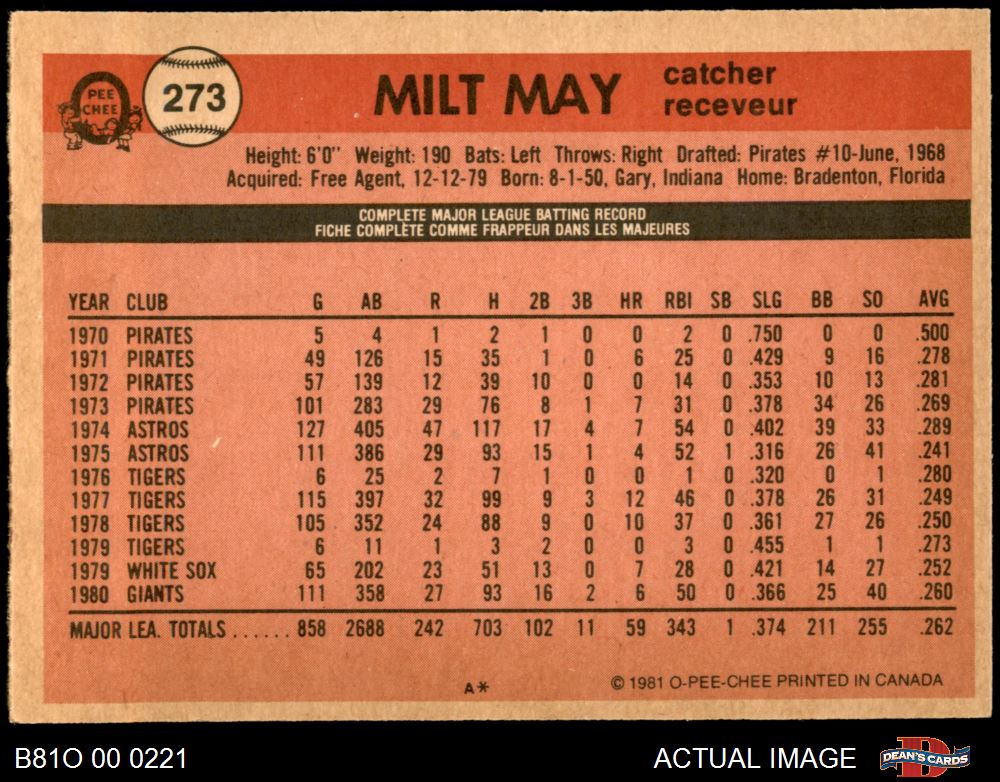 O PEE CHEE
273
MILT MAY
catcher
receveur
Height: 6'0" Weight: 190 Bats: Left Throws: Right Drafted: Pirates #10-June, 1968
Acquired: Free Agent, 12-12-79 Born: 8-1-50, Gary, Indiana Home: Bradenton, Florida
COMPLETE MAJOR LEAGUE BATTING RECORD
FICHE COMPLÈTE COMME FRAPPEUR DANS LES MAJEURES
YEAR CLUB G AB R H 2B 3B HR RBI SB SLG BB SO AVG
1970 PIRATES 5 4 1 2 1 0 0 2 0 .750 0 0 .500
1971 PIRATES 49 126 15 35 1 0 6 25 0 .429 9 16 .278
1972 PIRATES 57 139 12 39 10 0 0 14 0 .353 10 13 .281
1973 PIRATES 101 283 29 76 8 1 7 31 0 .378 34 26 .269
1974 ASTROS 127 405 47 117 17 4 7 54 0 .402 39 33 .289
1975 ASTROS 111 386 29 93 15 1 4 52 1 .316 26 41 .241
1976 TIGERS 6 25 2 7 1 0 0 1 0 .320 0 1 .280
1977 TIGERS 115 397 32 99 9 3 12 46 0 .378 26 31 .249
1978 TIGERS 105 352 24 88 9 0 10 37 0 .361 27 26 .250
1979 TIGERS 6 11 1 3 2 0 0 3 0 .455 1 1 .273
1979 WHITE SOX 65 202 23 51 13 0 7 28 0 .421 14 27 .252
1980 GIANTS 111 358 27 93 16 2 6 50 0 .366 25 40 .260
MAJOR LEA. TOTALS ...... 858 2688 242 703 102 11 59 343 1 .374 211 255 .262
A*
© 1981 O-PEE-CHEE PRINTED IN CANADA
B81O 00 0221
ACTUAL IMAGE
DEAN'S CARDS